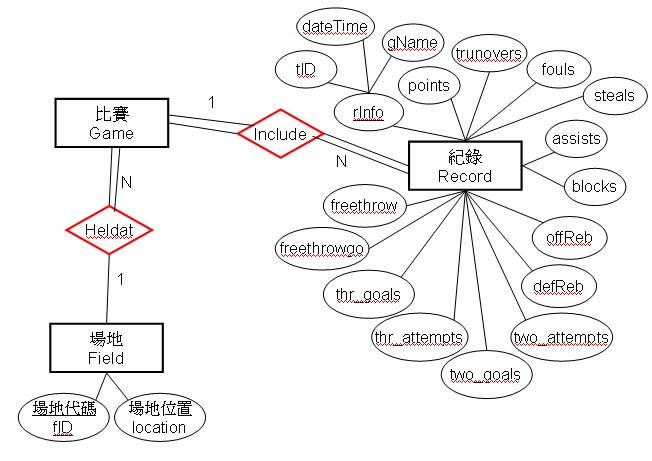 dateTime
gName
tID
rInfo
points
trunovers
fouls
steals
assists
blocks
比賽
Game
1
Include
N
紀錄
Record
N
Heldat
1
freethrow
freethrowgo
thr_goals
thr_attempts
two_goals
two_attempts
defReb
offReb
場地
Field
場地代碼
fID
場地位置
location